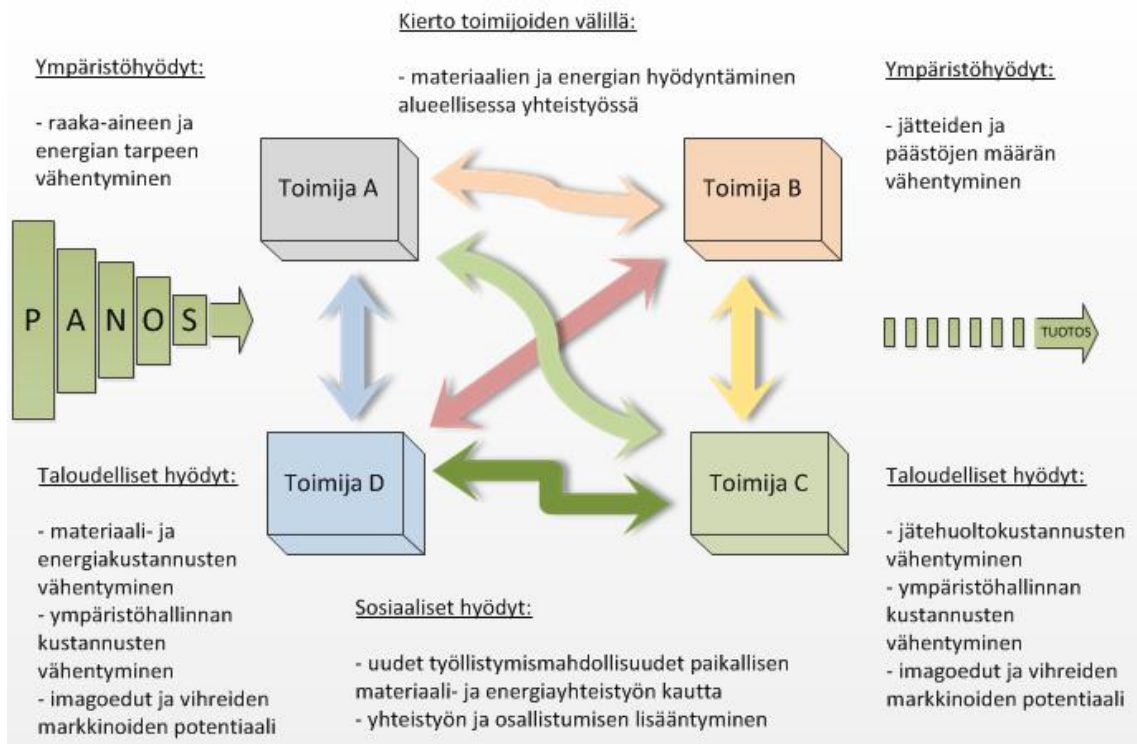 Kierto toimijoiden välillä:
- materiaalien ja energian hyödyntäminen
alueellisessa yhteistyössä
Ympäristöhyödyt:
- raaka-aineen ja
energian tarpeen
vähentyminen
Ympäristöhyödyt:
- jätteiden ja
päästöjen määrän
vähentyminen
Toimija A
Toimija B
PANOS
TUOTOS
Toimija D
Toimija C
Taloudelliset hyödyt:
- materiaali- ja
energiakustannusten
vähentyminen
- ympäristöhallinnan
kustannusten
vähentyminen
- imagoedut ja vihreiden
markkinoiden potentiaali
Sosiaaliset hyödyt:
- uudet työllistymismahdollisuudet paikallisen
materiaali- ja energiayhteistyön kautta
- yhteistyön ja osallistumisen lisääntyminen
Taloudelliset hyödyt:
- jätehuoltokustannusten
vähentyminen
- ympäristöhallinnan
kustannusten
vähentyminen
- imagoedut ja vihreiden
markkinoiden potentiaali